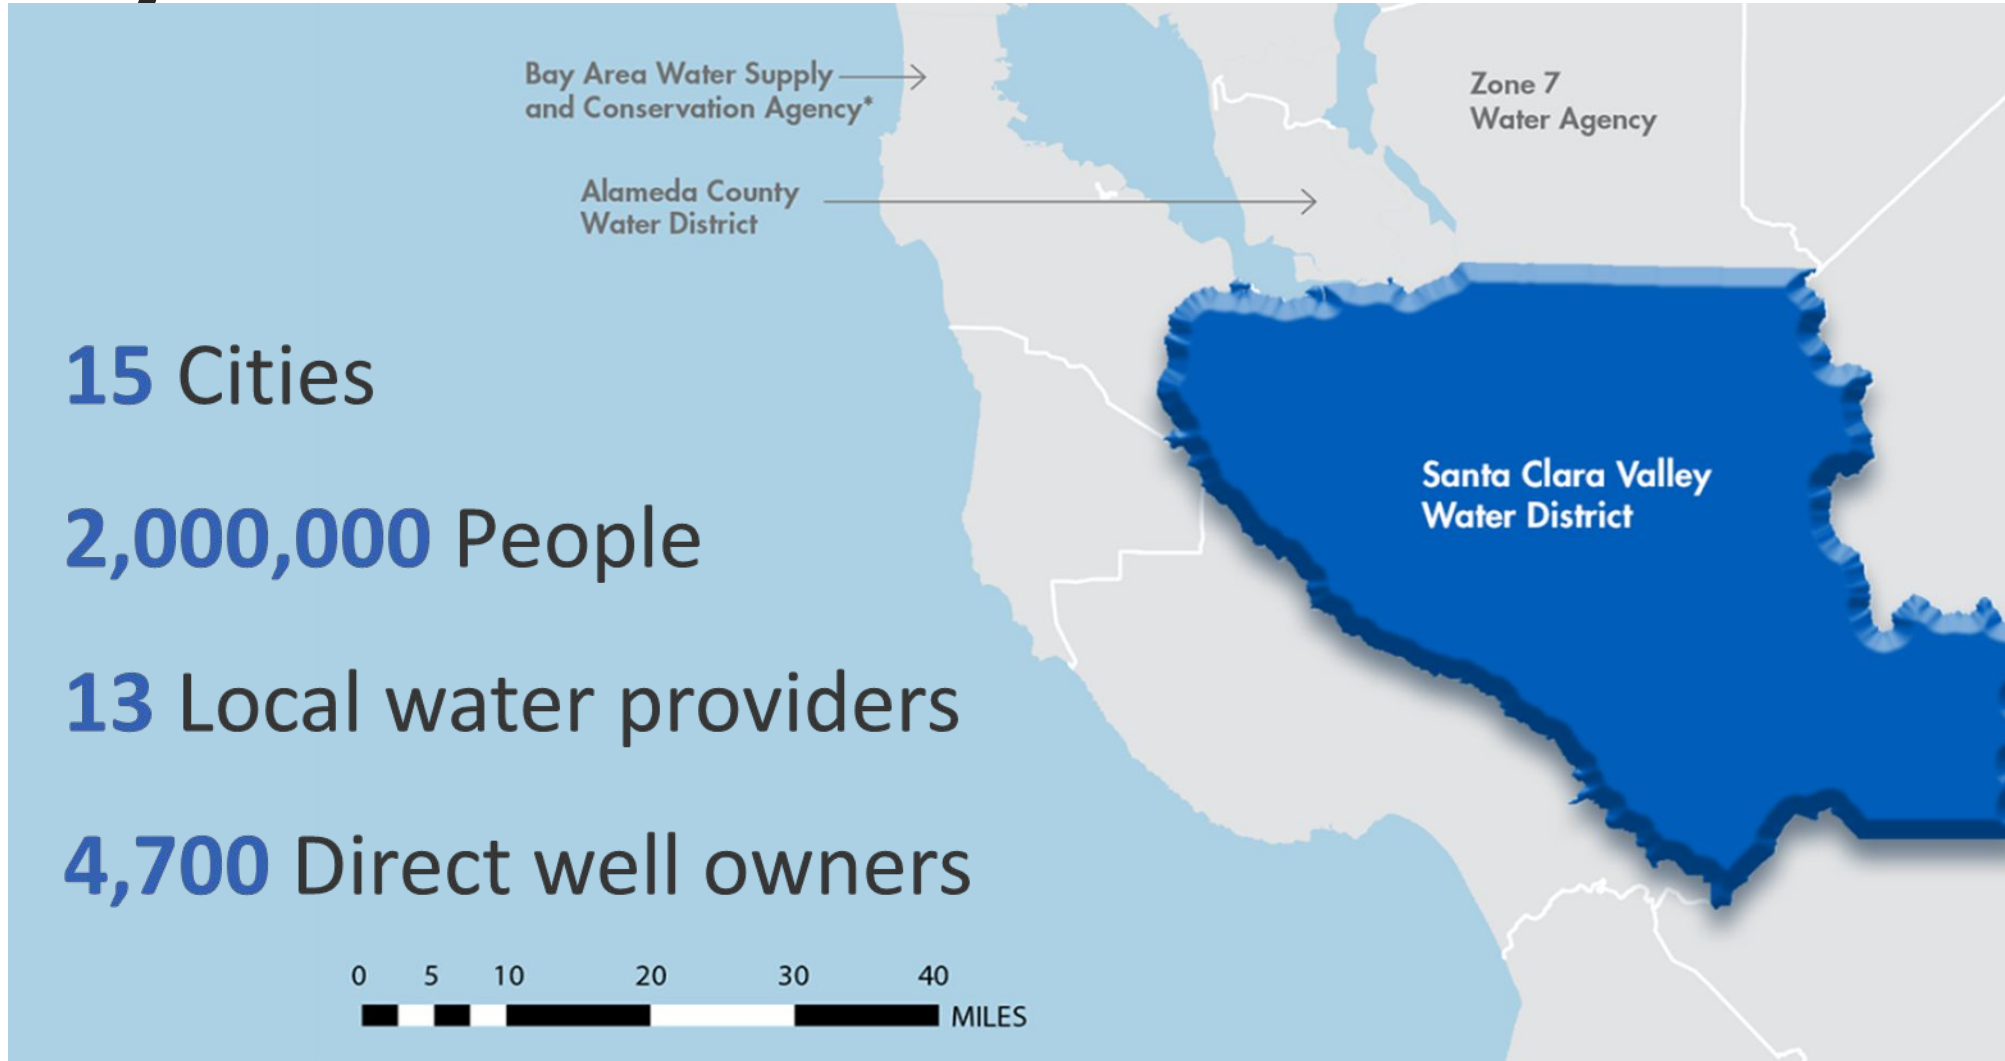 Bay Area Water Supply
and Conservation Agency*
Zone 7
Water Agency
Alameda County
Water District
15 Cities
Santa Clara Valley
Water District
2,000,000 People
13 Local water providers
4,700 Direct well owners
0 5 10 20 30 40
MILES